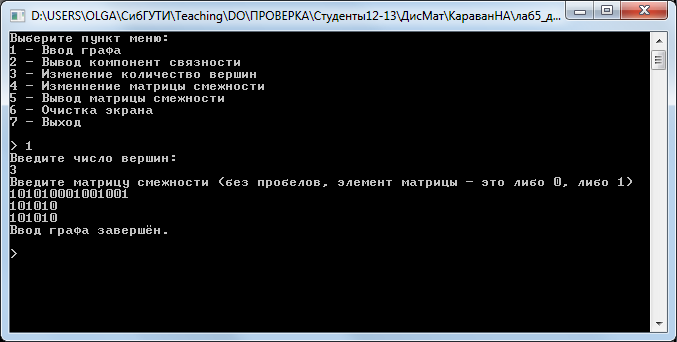 D:\USERS\OLGA\СибГУТИ\Teaching\DO\ПРОВЕРКА\Студенты12-13\ДисМат\КараванНА\лаб5_д...
Выберите пункт меню:
1 - Ввод графа
2 - Вывод компонент связности
3 - Изменение количество вершин
4 - Изменнение матрицы смежности
5 - Вывод матрицы смежности
6 - Очистка экрана
7 - Выход
> 1
Введите число вершин:
3
Введите матрицу смежности (без пробелов, элемент матрицы - это либо 0, либо 1)
101010001001001
101010
101010
Ввод графа завершён.
>